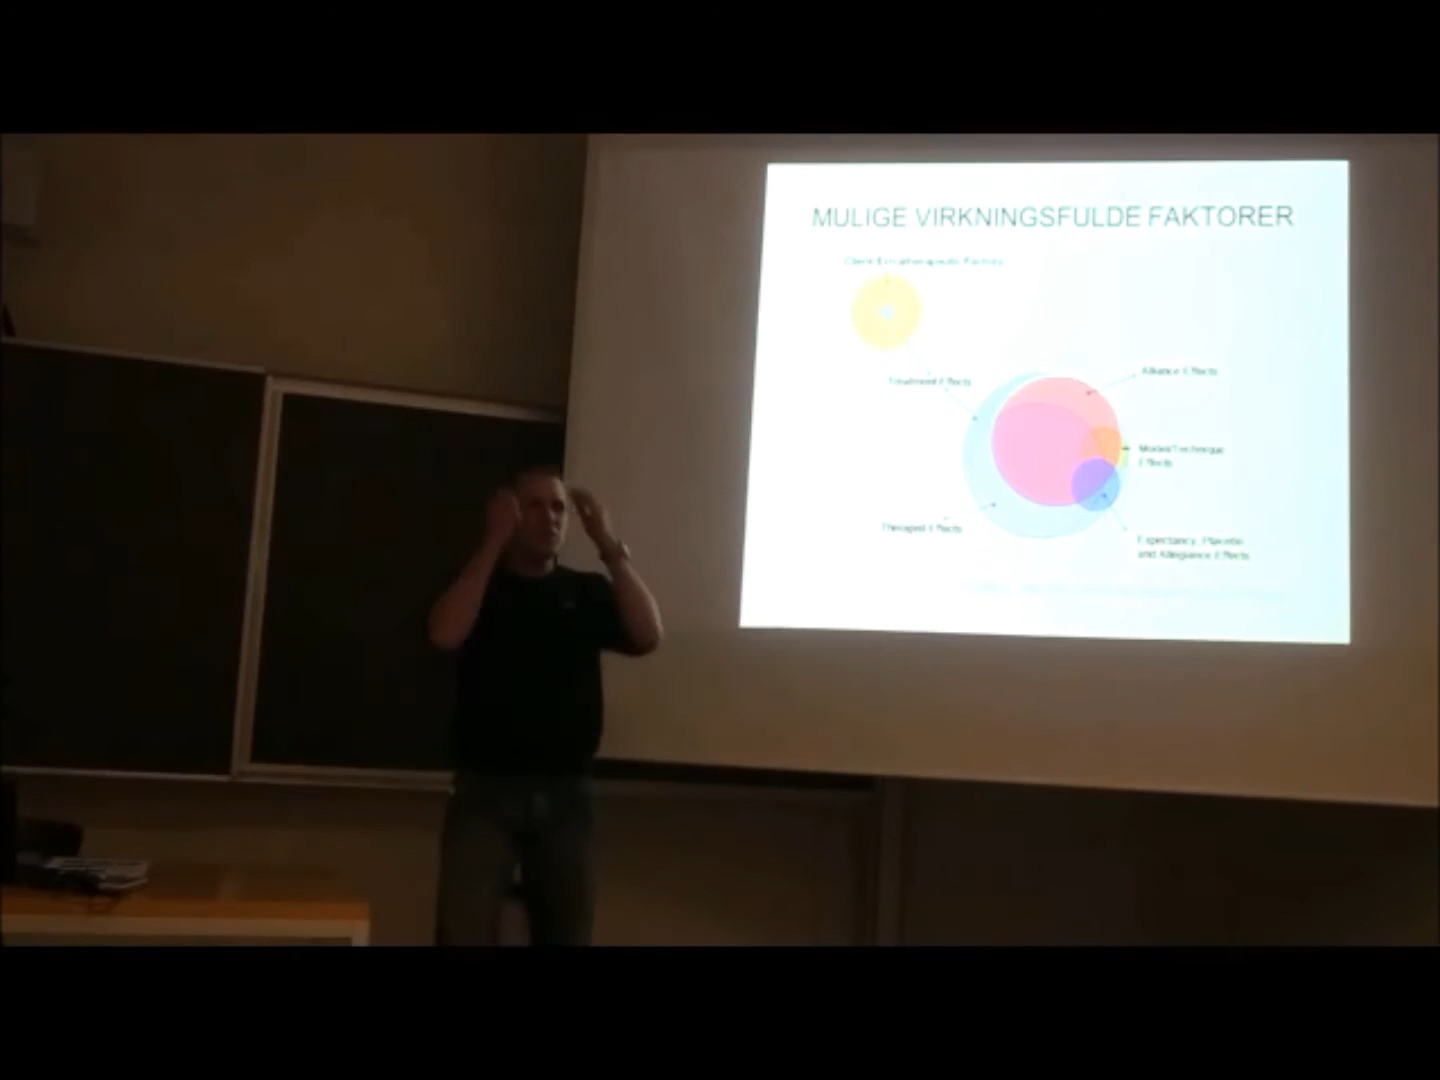 MULIGE VIRKNINGSFULDE FAKTORER
Client Extratherapeutic Factors
Treatment Effects
Alliance Effects
Model/Technique
Effects
Therapist Effects
Expectancy, Placebo
and Allegiance Effects